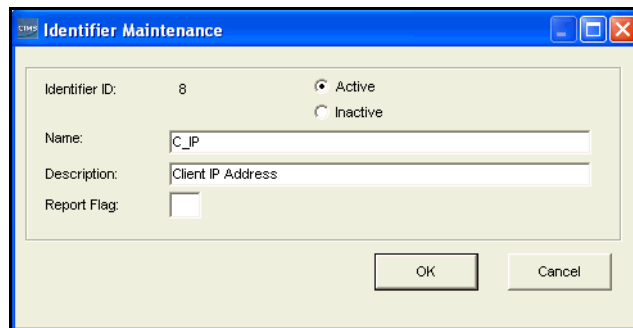 CIMS Identifier Maintenance
Identifier ID: 8 Active
Inactive
Name: C_IP
Description: Client IP Address
Report Flag:
OK Cancel